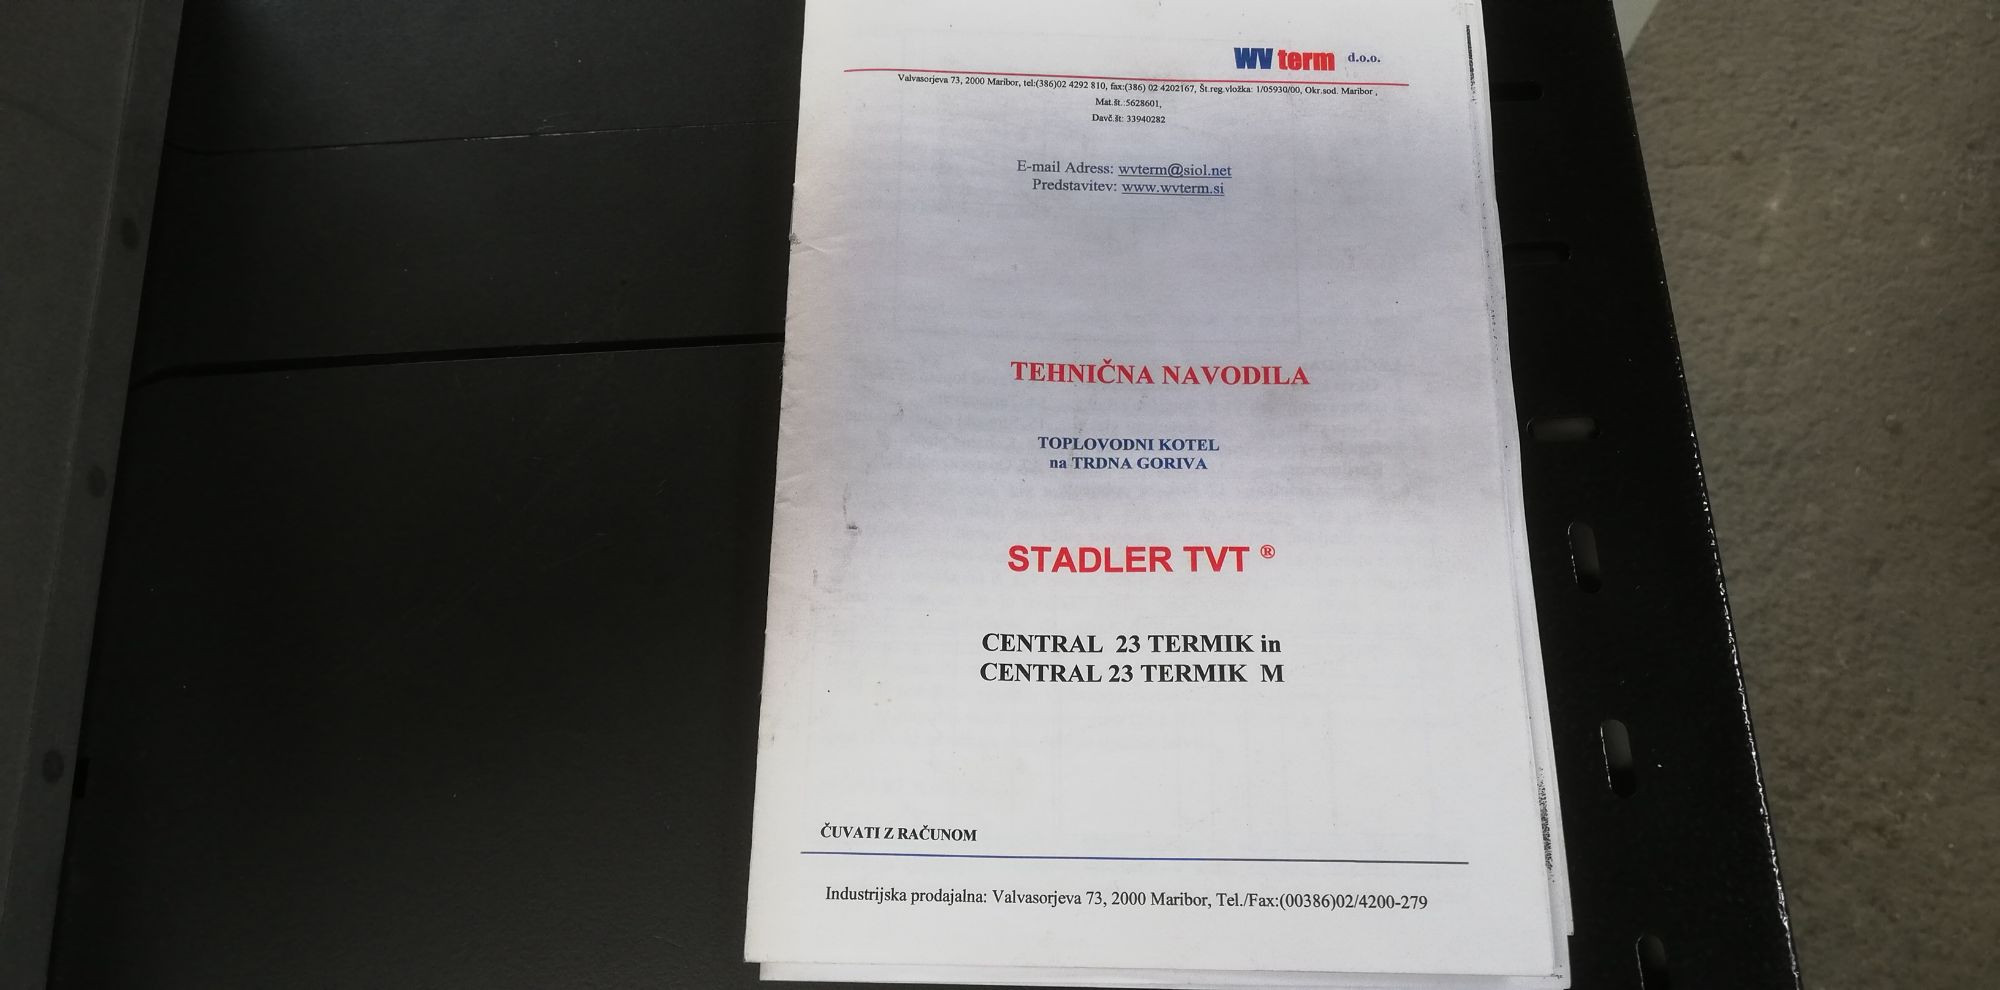 WV term d.o.o.
Valvasorjeva 73, 2000 Maribor, tel:(386)02 4292 810, fax:(386) 02 4202167, Št.reg.vložka: 1/05930/00, Okr.sod. Maribor ,
Mat.št.:5628601,
Davč.št: 33940282
E-mail Adress: wvterm@siol.net
Predstavitev: www.wvterm.si
TEHNIČNA NAVODILA
TOPLOVODNI KOTEL
na TRDNA GORIVA
STADLER TVT ®
CENTRAL 23 TERMIK in
CENTRAL 23 TERMIK M
ČUVATI Z RAČUNOM
Industrijska prodajalna: Valvasorjeva 73, 2000 Maribor, Tel./Fax:(00386)02/4200-279